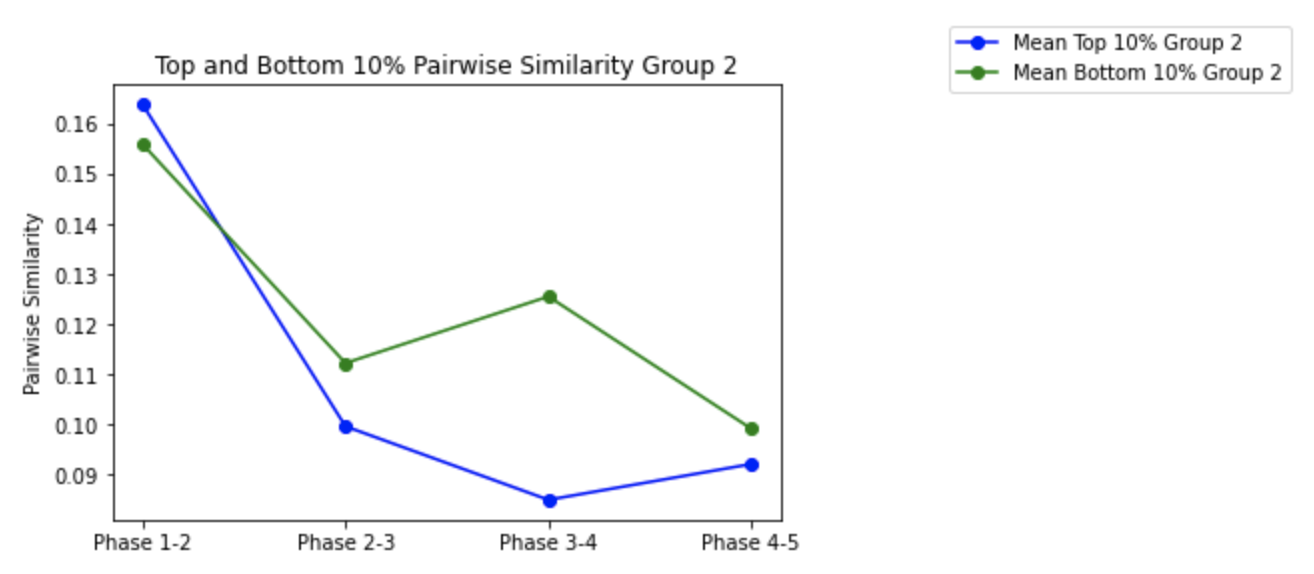 Top and Bottom 10% Pairwise Similarity Group 2
Mean Top 10% Group 2
Mean Bottom 10% Group 2
Pairwise Similarity
0.16
0.15
0.14
0.13
0.12
0.11
0.10
0.09
Phase 1-2 Phase 2-3 Phase 3-4 Phase 4-5